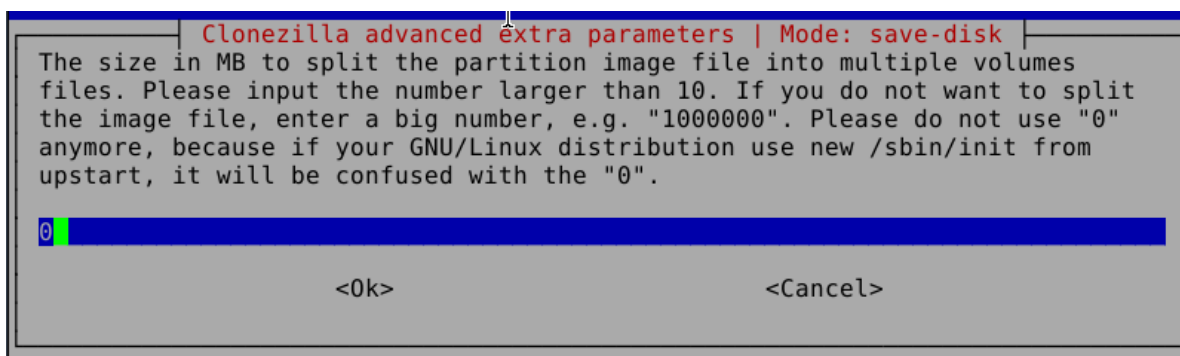 Clonezilla advanced extra parameters | Mode: save-disk
The size in MB to split the partition image file into multiple volumes
files. Please input the number larger than 10. If you do not want to split
the image file, enter a big number, e.g. "1000000". Please do not use "0"
anymore, because if your GNU/Linux distribution use new /sbin/init from
upstart, it will be confused with the "0".
0
<Ok> <Cancel>